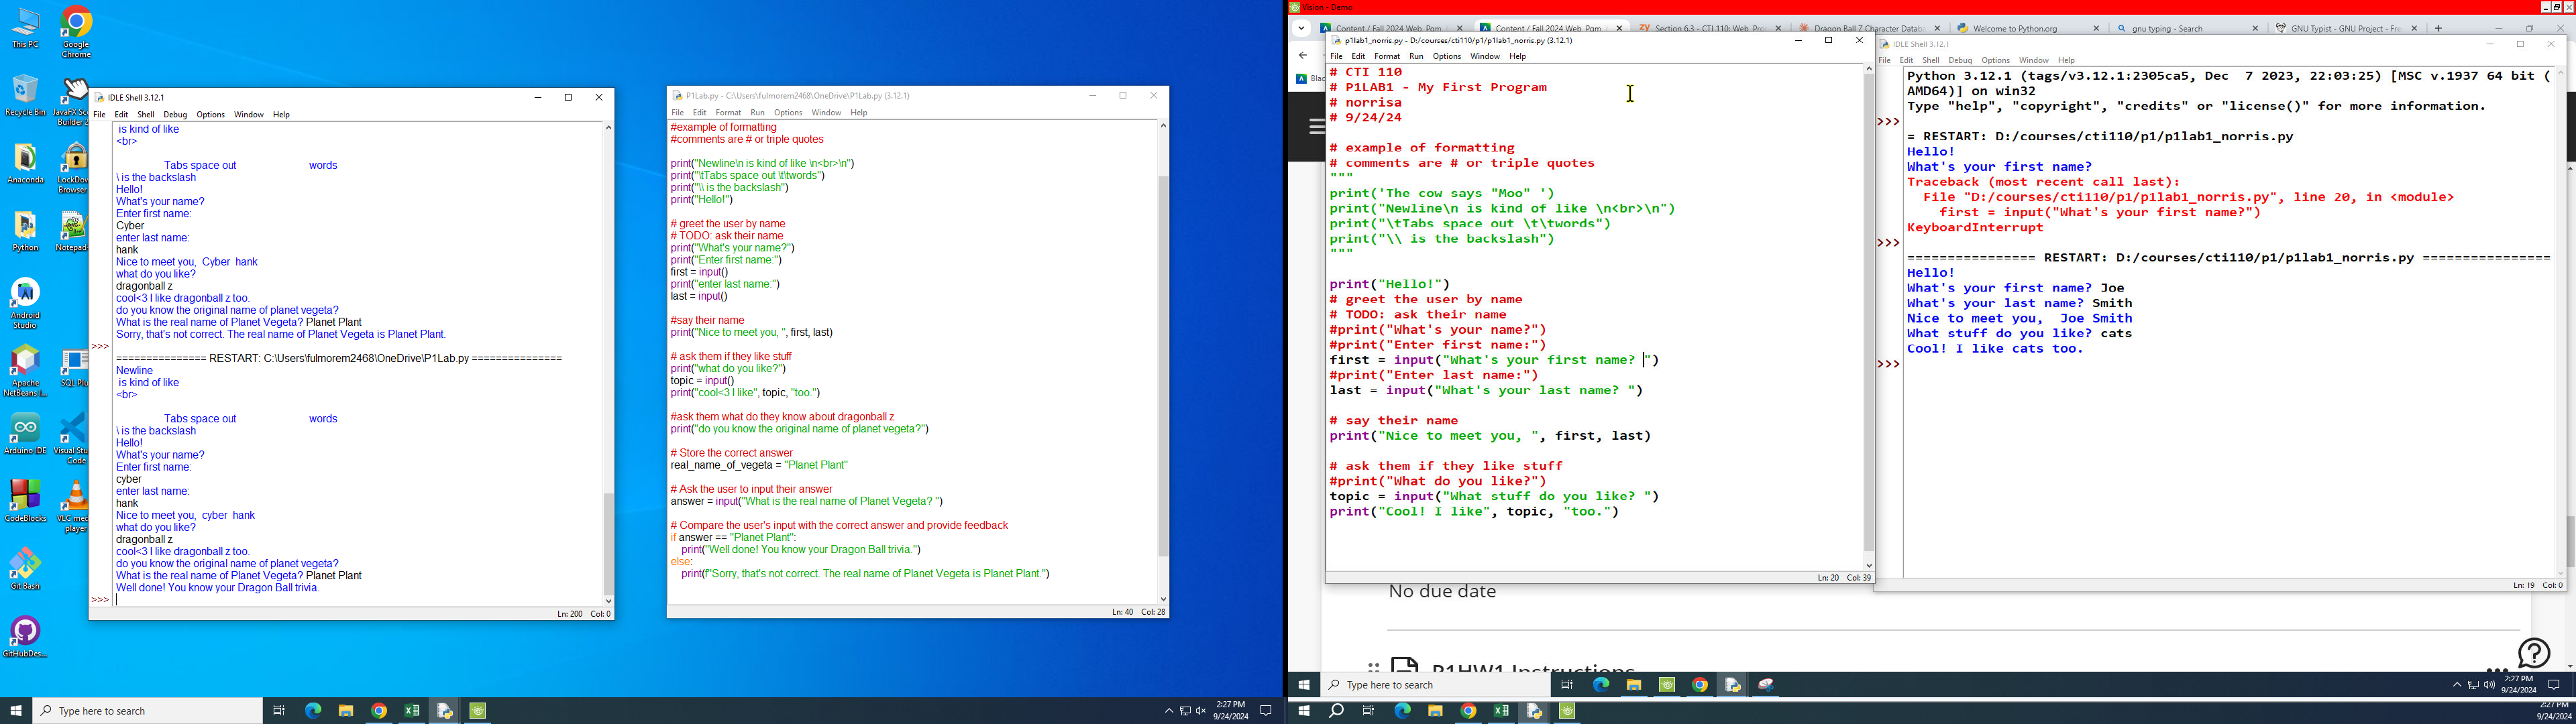 This PC
Google
Chrome
Recycle Bin
JavaFX Scene
Builder 2
Anaconda
LockDown
Browser
Python
Notepad
Android
Studio
Apache
NetBeans I...
SQL Plus
Arduino IDE
Visual Studio
Code
CodeBlocks
VLC media
player
Git Bash
GitHubDes...
IDLE Shell 3.12.1
File Edit Shell Debug Options Window Help
is kind of like
<br>
Tabs space out words
\ is the backslash
Hello!
What's your name?
Enter first name:
Cyber
enter last name:
hank
Nice to meet you,  Cyber  hank
what do you like?
dragonball z
cool<3 I like dragonball z too.
do you know the original name of planet vegeta?
What is the real name of Planet Vegeta? Planet Plant
Sorry, that's not correct. The real name of Planet Vegeta is Planet Plant.
>>>
=============== RESTART: C:\Users\fulmorem2468\OneDrive\P1Lab.py ===============
Newline
is kind of like
<br>
Tabs space out words
\ is the backslash
Hello!
What's your name?
Enter first name:
cyber
enter last name:
hank
Nice to meet you,  cyber  hank
what do you like?
dragonball z
cool<3 I like dragonball z too.
do you know the original name of planet vegeta?
What is the real name of Planet Vegeta? Planet Plant
Well done! You know your Dragon Ball trivia.
>>>
Ln: 200 Col: 0
P1Lab.py - C:\Users\fulmorem2468\OneDrive\P1Lab.py (3.12.1)
File Edit Format Run Options Window Help
#example of formatting
#comments are # or triple quotes
print("Newline\n is kind of like \n<br>\n")
print("\tTabs space out \t\twords")
print("\\ is the backslash")
print("Hello!")
# greet the user by name
# TODO: ask their name
print("What's your name?")
print("Enter first name:")
first = input()
print("enter last name:")
last = input()
#say their name
print("Nice to meet you, ", first, last)
# ask them if they like stuff
print("what do you like?")
topic = input()
print("cool<3 I like", topic, "too.")
#ask them what do they know about dragonball z
print("do you know the original name of planet vegeta?")
# Store the correct answer
real_name_of_vegeta = "Planet Plant"
# Ask the user to input their answer
answer = input("What is the real name of Planet Vegeta? ")
# Compare the user's input with the correct answer and provide feedback
if answer == "Planet Plant":
print("Well done! You know your Dragon Ball trivia.")
else:
print(f"Sorry, that's not correct. The real name of Planet Vegeta is Planet Plant.")
Ln: 40 Col: 28
Type here to search
2:27 PM
9/24/2024
Vision - Demo
Content / Fall 2024 Web, Pgm
Content / Fall 2024 Web, Pgm
Section 6.3 - CTI 110: Web, Pro
Dragon Ball Z Character Datab
Welcome to Python.org
gnu typing - Search
GNU Typist - GNU Project - Fre
p1lab1_norris.py - D:/courses/cti110/p1/p1lab1_norris.py (3.12.1)
File Edit Format Run Options Window Help
# CTI 110
# P1LAB1 - My First Program
# norrisa
# 9/24/24
# example of formatting
# comments are # or triple quotes
"""
print('The cow says "Moo" ')
print("Newline\n is kind of like \n<br>\n")
print("\tTabs space out \t\twords")
print("\\ is the backslash")
"""
print("Hello!")
# greet the user by name
# TODO: ask their name
#print("What's your name?")
#print("Enter first name:")
first = input("What's your first name? ")
#print("Enter last name:")
last = input("What's your last name? ")
# say their name
print("Nice to meet you, ", first, last)
# ask them if they like stuff
#print("What do you like?")
topic = input("What stuff do you like? ")
print("Cool! I like", topic, "too.")
Ln: 20 Col: 39
IDLE Shell 3.12.1
File Edit Shell Debug Options Window Help
Python 3.12.1 (tags/v3.12.1:2305ca5, Dec  7 2023, 22:03:25) [MSC v.1937 64 bit (
AMD64)] on win32
Type "help", "copyright", "credits" or "license()" for more information.
>>>
= RESTART: D:/courses/cti110/p1/p1lab1_norris.py
Hello!
What's your first name?
Traceback (most recent call last):
File "D:/courses/cti110/p1/p1lab1_norris.py", line 20, in <module>
first = input("What's your first name?")
KeyboardInterrupt
>>>
================ RESTART: D:/courses/cti110/p1/p1lab1_norris.py ================
Hello!
What's your first name? Joe
What's your last name? Smith
Nice to meet you,  Joe Smith
What stuff do you like? cats
Cool! I like cats too.
>>>
Ln: 19 Col: 0
No due date
P1HW1 Instructions
Type here to search
2:27 PM
9/24/2024
2:27 PM
9/24/2024